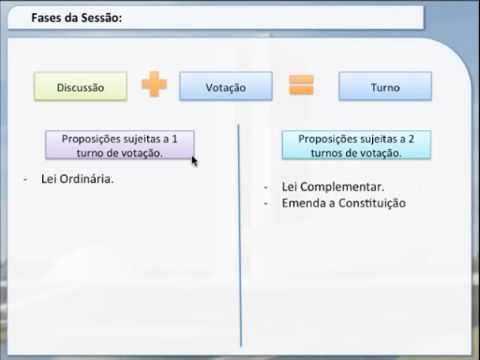 Fases da Sessão:
Discussão + Votação = Turno
Proposições sujeitas a 1
turno de votação.
- Lei Ordinária.
Proposições sujeitas a 2
turnos de votação.
- Lei Complementar.
- Emenda a Constituição